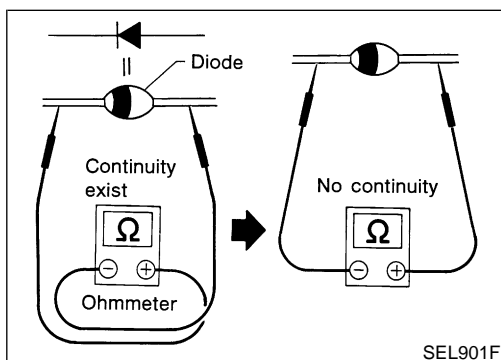 Diode
Continuity
exist
No continuity
Ω
Ω
− +
− +
Ohmmeter
SEL901F